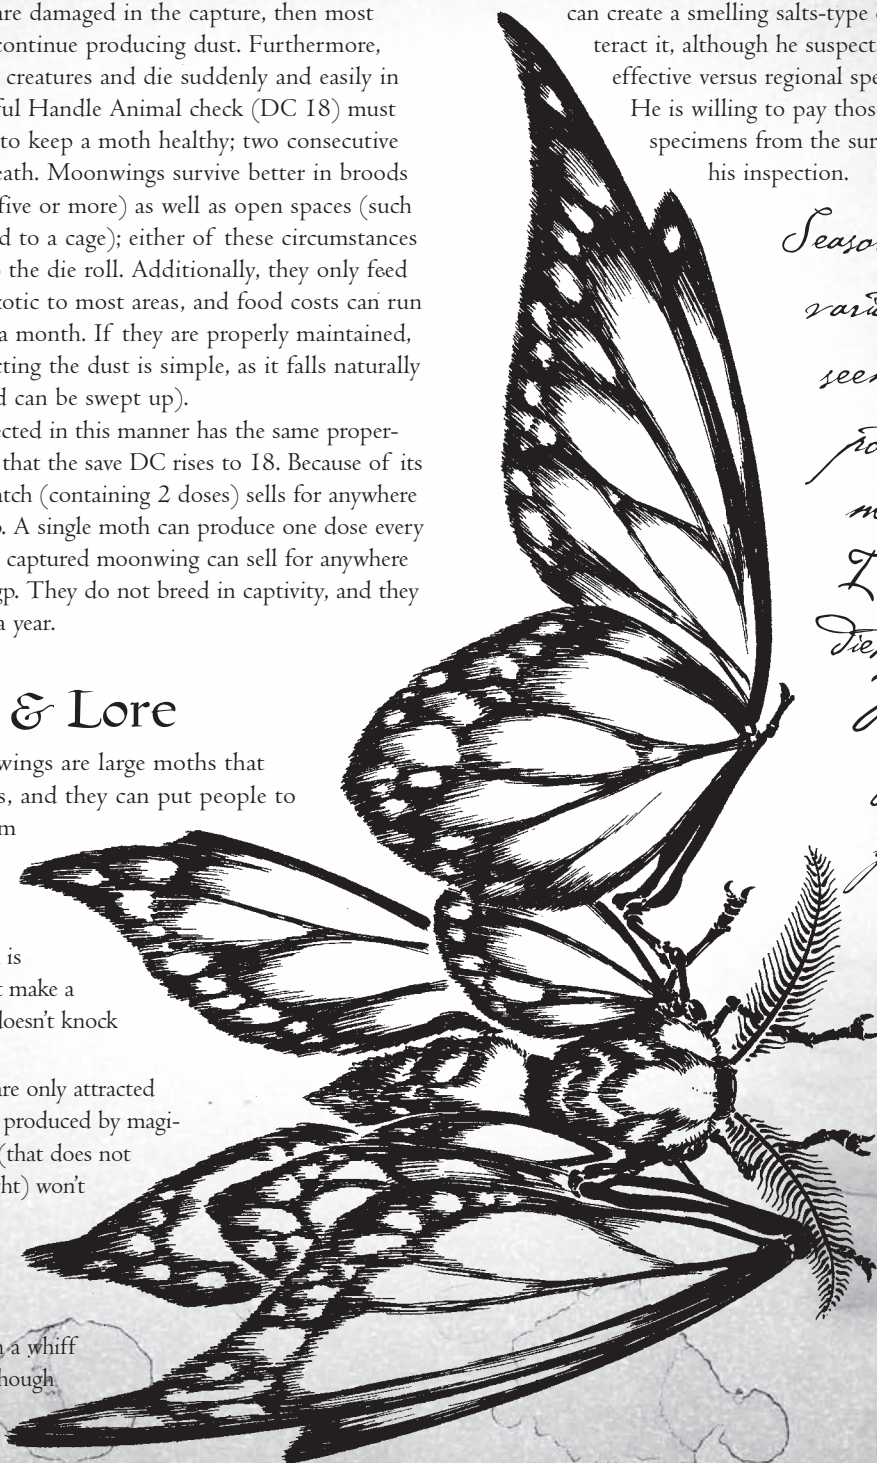 are damaged in the capture, then most
continue producing dust. Furthermore,
creatures and die suddenly and easily in
ful Handle Animal check (DC 18) must
to keep a moth healthy; two consecutive
eath. Moonwings survive better in broods
five or more) as well as open spaces (such
d to a cage); either of these circumstances
the die roll. Additionally, they only feed
xotic to most areas, and food costs can run
a month. If they are properly maintained,
cting the dust is simple, as it falls naturally
d can be swept up).
ected in this manner has the same proper-
that the save DC rises to 18. Because of its
atch (containing 2 doses) sells for anywhere
p. A single moth can produce one dose every
captured moonwing can sell for anywhere
gp. They do not breed in captivity, and they
a year.
& Lore
wings are large moths that
s, and they can put people to
m
is
t make a
doesn't knock
are only attracted
produced by magi-
(that does not
ht) won't
n a whiff
hough
can create a smelling salts-type
teract it, although he suspect
effective versus regional spe
He is willing to pay thos
specimens from the sur
his inspection.
Seaso
varia
seem
po
m
die